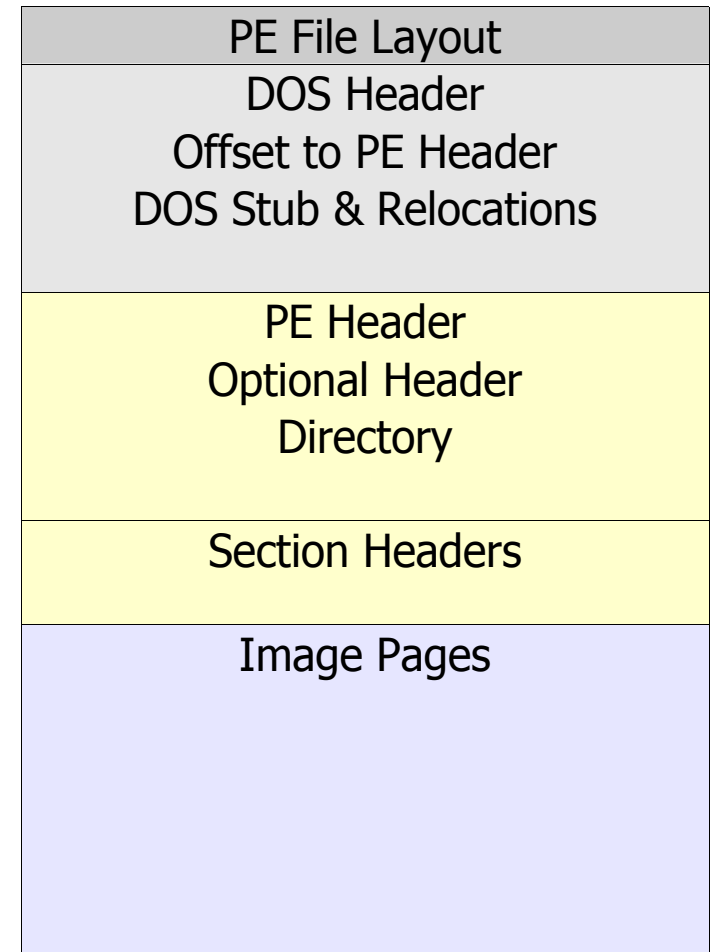 PE File Layout
DOS Header
Offset to PE Header
DOS Stub & Relocations
PE Header
Optional Header
Directory
Section Headers
Image Pages